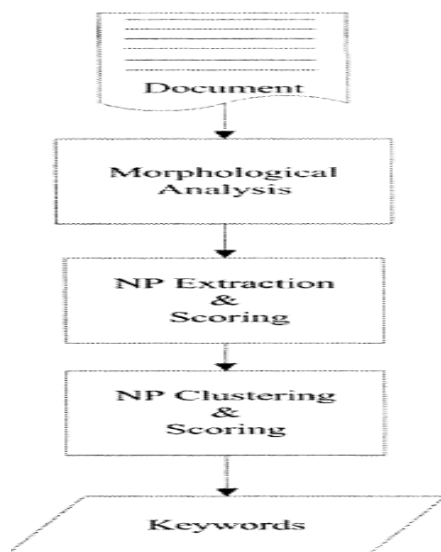 Document
Morphological
Analysis
NP Extraction
&
Scoring
NP Clustering
&
Scoring
Keywords